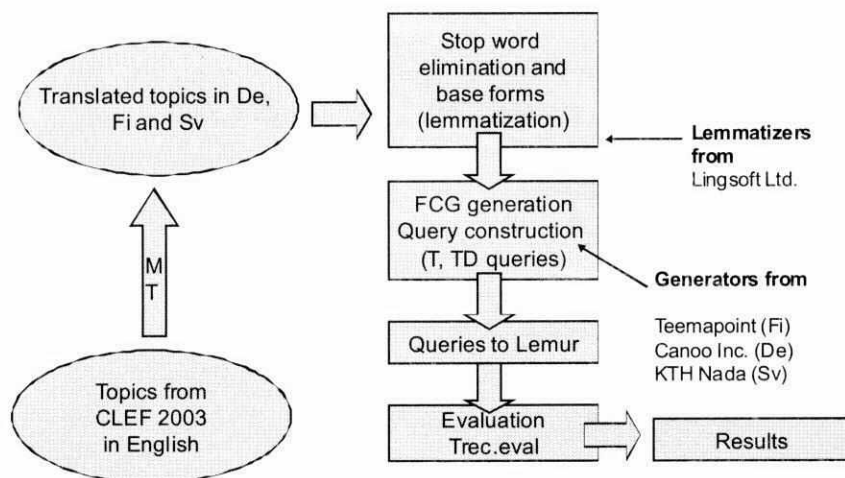 Topics from
CLEF 2003
in English
M
T
Translated topics in De,
Fi and Sv
Stop word
elimination and
base forms
(lemmatization)
Lemmatizers
from
Lingsoft Ltd.
FCG generation
Query construction
(T, TD queries)
Generators from
Teemapoint (Fi)
Canoo Inc. (De)
KTH Nada (Sv)
Queries to Lemur
Evaluation
Trec.eval
Results